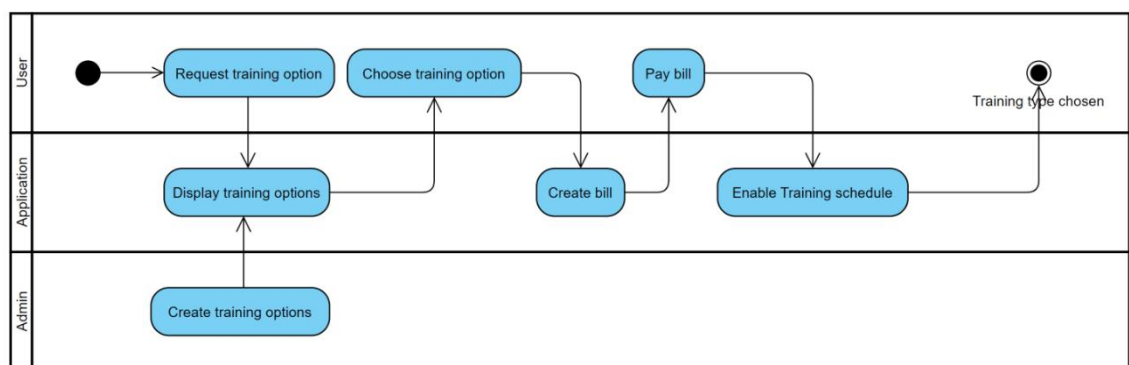 User
Request training option
Choose training option
Pay bill
Training type chosen
Application
Display training options
Create bill
Enable Training schedule
Admin
Create training options